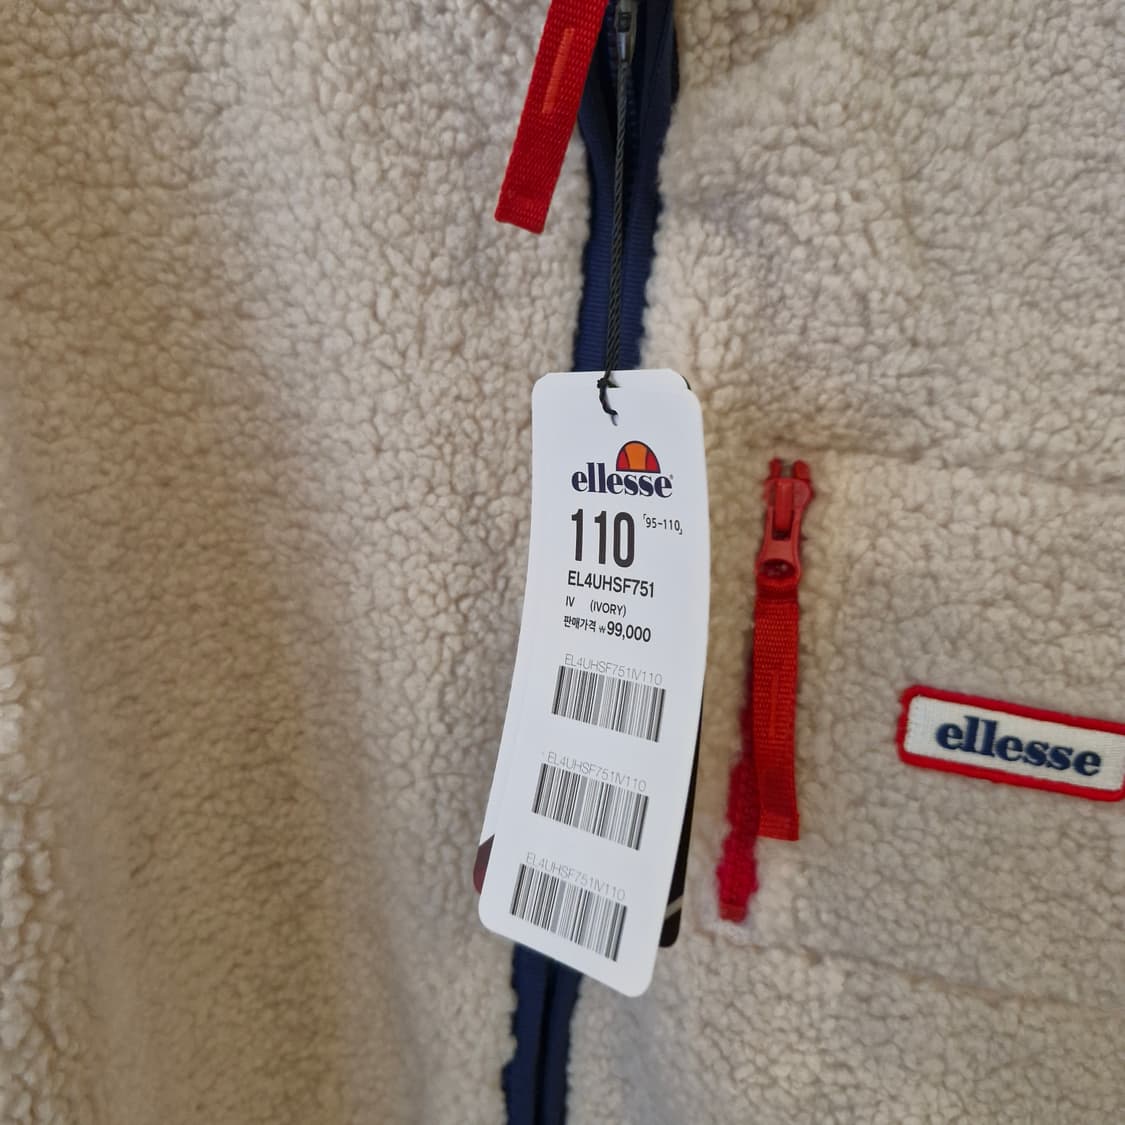 ellesse
110 「95-110」
EL4UHSF751
IV (IVORY)
판매가격 ₩99,000
EL4UHSF751IV110
EL4UHSF751IV110
EL4UHSF751IV110
ellesse